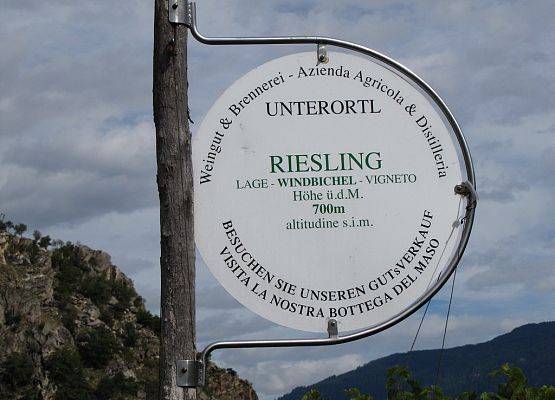 Weingut & Brennerei - Azienda Agricola & Distilleria
UNTERORTL
RIESLING
LAGE - WINDBICHEL - VIGNETO
Höhe ü.d.M.
700m
altitudine s.i.m.
BESUCHEN SIE UNSEREN GUTsVERKAUF
VISITA LA NOSTRA BOTTEGA DEL MASO